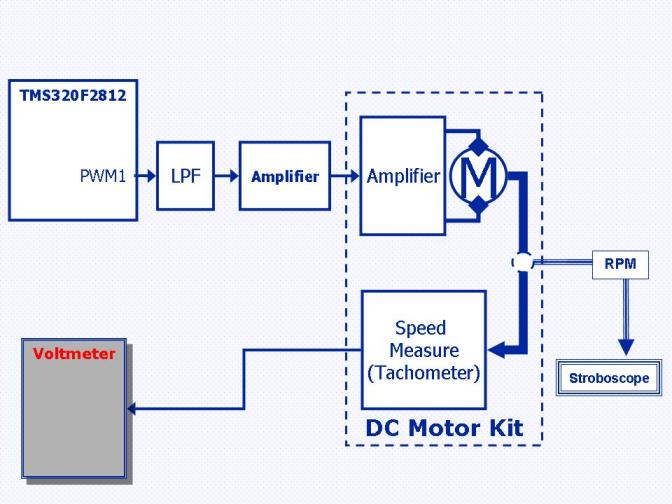 TMS320F2812
PWM1
LPF
Amplifier
Amplifier
M
RPM
Stroboscope
Speed
Measure
(Tachometer)
Voltmeter
DC Motor Kit